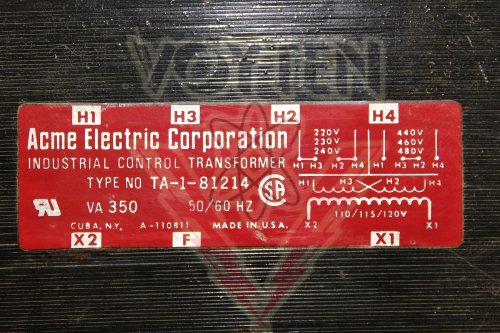 VOYTEN
H1 H3 H2 H4
Acme Electric Corporation
INDUSTRIAL CONTROL TRANSFORMER
TYPE NO TA-1-81214 SA
VA 350 50/60 HZ
CUBA, N.Y. A-110811 MADE IN U.S.A.
X2 F X1
220V 440V
230V 460V
240V 480V
H1 H3 H2 H4 H1 H3 H2 H4
H1 H3 H2 H4
110/115/120V
X2 X1